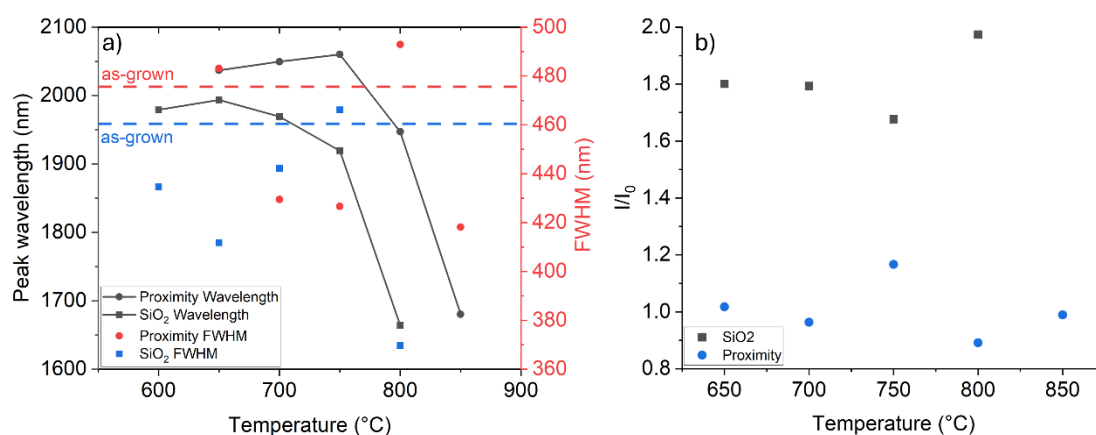 a)
2100
2000
1900
1800
1700
1600
Peak wavelength (nm)
as-grown
as-grown
Proximity Wavelength
SiO₂ Wavelength
Proximity FWHM
SiO₂ FWHM
600
700
800
900
Temperature (°C)
500
480
460
440
420
400
380
360
FWHM (nm)
b)
2.0
1.8
1.6
1.4
1.2
1.0
0.8
I/I₀
SiO2
Proximity
650
700
750
800
850
Temperature (°C)